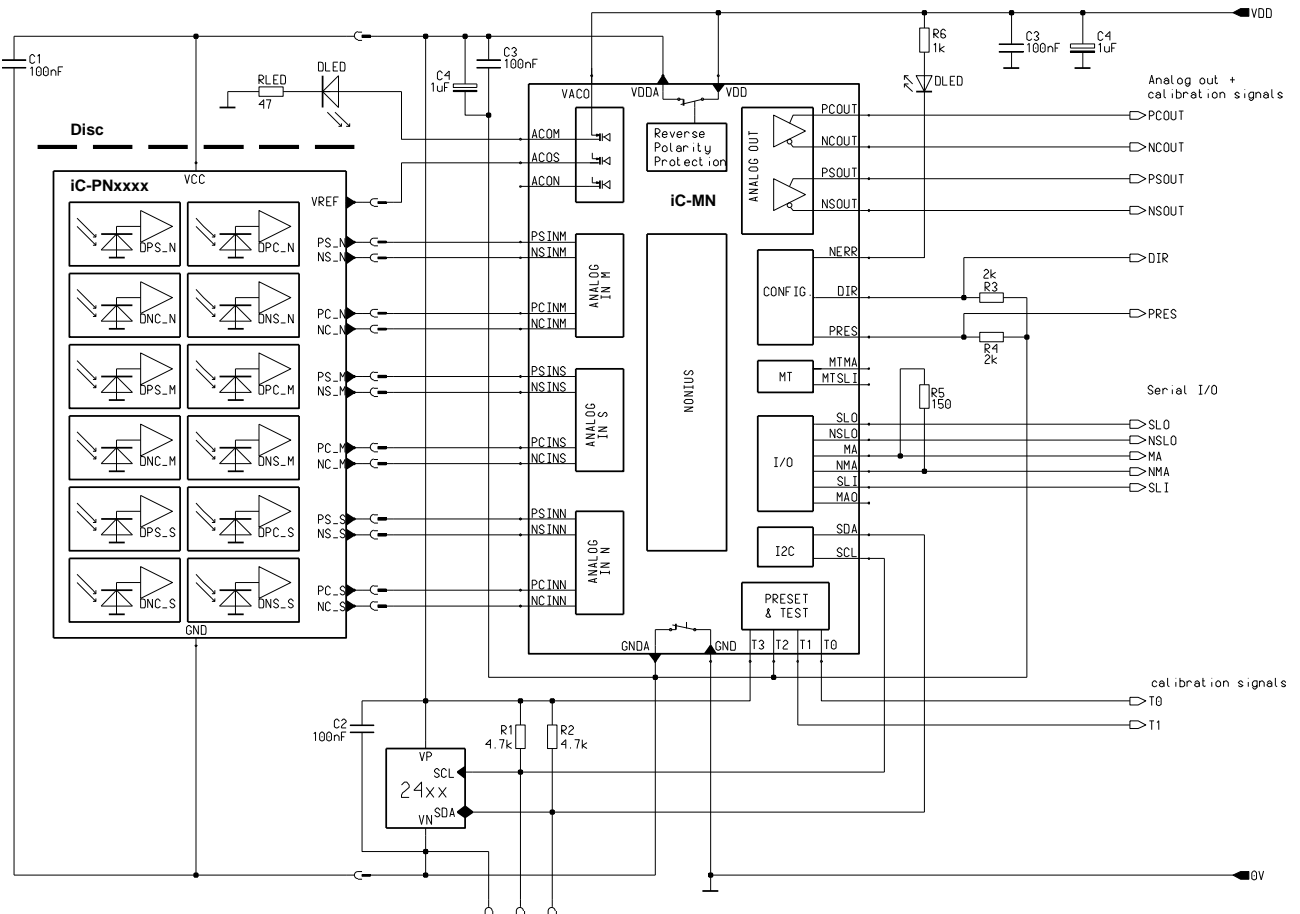 VDD
C1
100nF
RLED
47
DLED
C4
1uF
C3
100nF
R6
1k
DLED
C3
100nF
C4
1uF
Disc
VACO
VDDA
VDD
Reverse
Polarity
Protection
iC-MN
ACOM
ACOS
ACON
ANALOG OUT
PCOUT
NCOUT
PSOUT
NSOUT
Analog out +
calibration signals
PCOUT
NCOUT
PSOUT
NSOUT
iC-PNxxxx
VCC
VREF
DPS_N
DPC_N
PS_N
NS_N
DNC_N
DNS_N
PC_N
NC_N
DPS_M
DPC_M
PS_M
NS_M
DNC_M
DNS_M
PC_M
NC_M
DPS_S
DPC_S
PS_S
NS_S
DNC_S
DNS_S
PC_S
NC_S
GND
PSINM
NSINM
PCINM
NCINM
ANALOG
IN M
PSINS
NSINS
PCINS
NCINS
ANALOG
IN S
PSINN
NSINN
PCINN
NCINN
ANALOG
IN N
NONIUS
CONFIG.
NERR
DIR
PRES
2k
R3
R4
2k
DIR
PRES
MT
MTMA
MTSLI
R5
150
Serial I/O
I/O
SLO
NSLO
MA
NMA
SLI
MAO
SLO
NSLO
MA
NMA
SLI
I2C
SDA
SCL
PRESET
& TEST
GNDA
GND
T3
T2
T1
T0
calibration signals
T0
T1
C2
100nF
R1
4.7k
R2
4.7k
VP
SCL
24xx
SDA
VN
0V